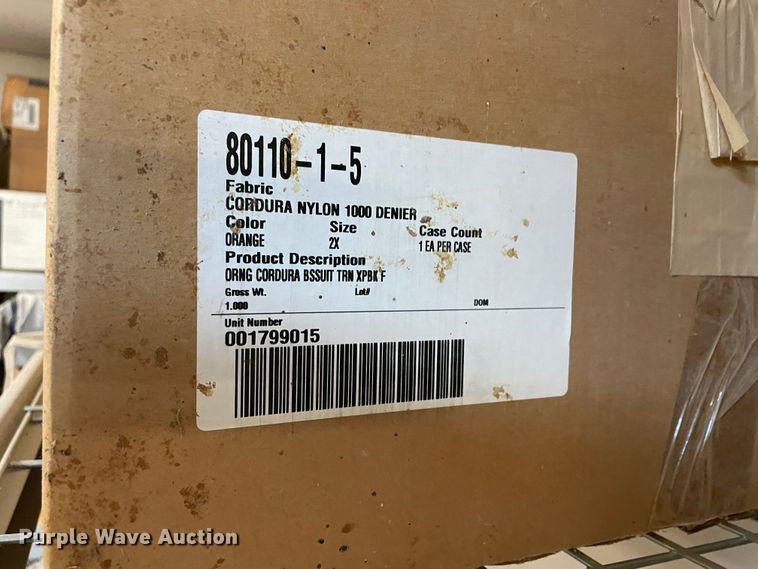 80110-1-5
Fabric
CORDURA NYLON 1000 DENIER
Color Size Case Count
ORANGE 2X 1 EA PER CASE
Product Description
ORNG CORDURA BSSUIT TRN XPBK F
Gross Wt. Lot# DOM
1.000
Unit Number
001799015
Purple Wave Auction